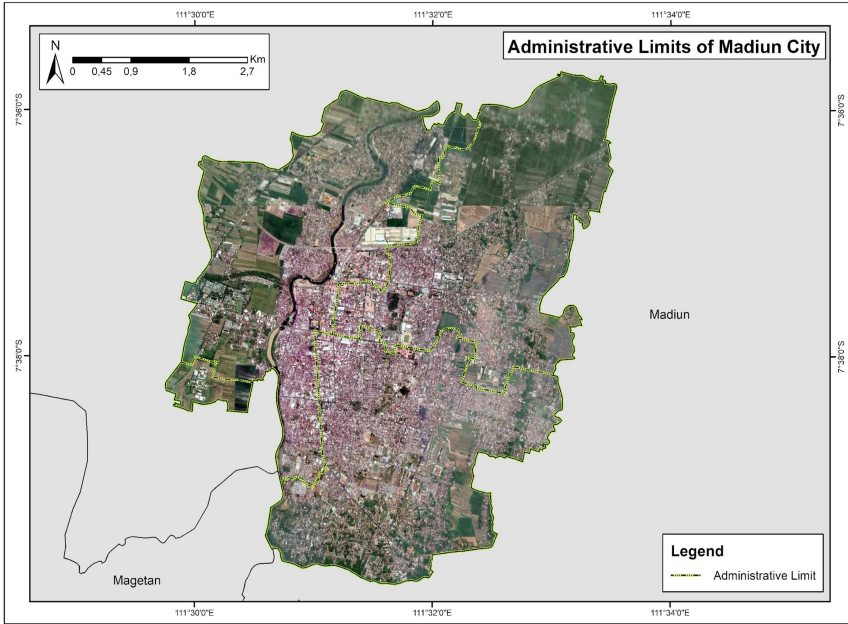 111°30'0"E 111°32'0"E 111°34'0"E
N
Km
0 0,45 0,9 1,8 2,7
Administrative Limits of Madiun City
7°36'0"S 7°36'0"S
Madiun
7°38'0"S 7°38'0"S
Legend
Administrative Limit
Magetan
111°30'0"E 111°32'0"E 111°34'0"E